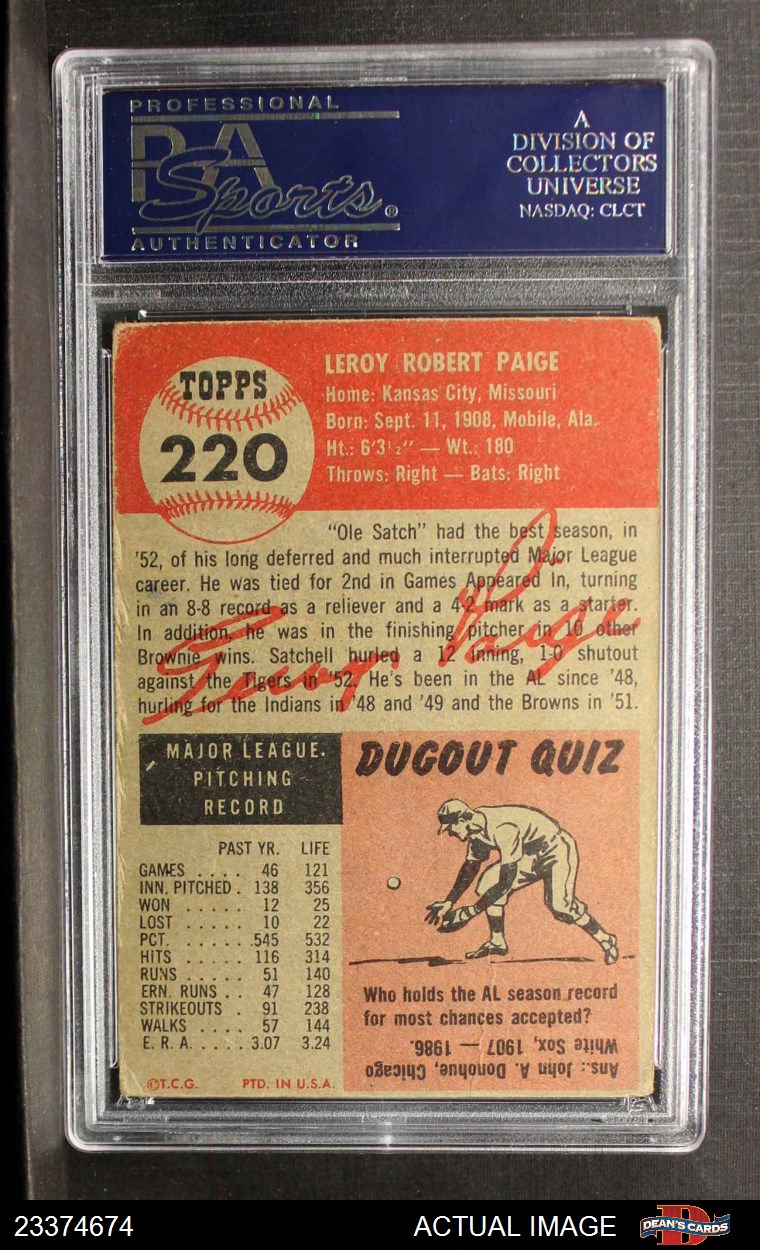 PROFESSIONAL
PSA
Sports®
AUTHENTICATOR
A
DIVISION OF
COLLECTORS
UNIVERSE
NASDAQ: CLCT
TOPPS
220
LEROY ROBERT PAIGE
Home: Kansas City, Missouri
Born: Sept. 11, 1908, Mobile, Ala.
Ht.: 6'3½" — Wt.: 180
Throws: Right — Bats: Right
"Ole Satch" had the best season, in
'52, of his long deferred and much interrupted Major League
career. He was tied for 2nd in Games Appeared In, turning
in an 8-8 record as a reliever and a 4-2 mark as a starter.
In addition, he was in the finishing pitcher in 10 other
Brownie wins. Satchell hurled a 12 inning, 1-0 shutout
against the Tigers in '52. He's been in the AL since '48,
hurling for the Indians in '48 and '49 and the Browns in '51.
Leroy Paige
MAJOR LEAGUE
PITCHING
RECORD
PAST YR. LIFE
GAMES . . . . 46 121
INN. PITCHED . 138 356
WON . . . . . 12 25
LOST . . . . . 10 22
PCT. . . . . . .545 532
HITS . . . . . 116 314
RUNS . . . . . 51 140
ERN. RUNS . . 47 128
STRIKEOUTS . 91 238
WALKS . . . . 57 144
E. R. A. . . . . 3.07 3.24
©T.C.G. PTD. IN U.S.A.
DUGOUT QUIZ
Who holds the AL season record
for most chances accepted?
Ans.: John A. Donohue, Chicago
White Sox, 1907 — 1986.
23374674
ACTUAL IMAGE
D
DEAN'S CARDS